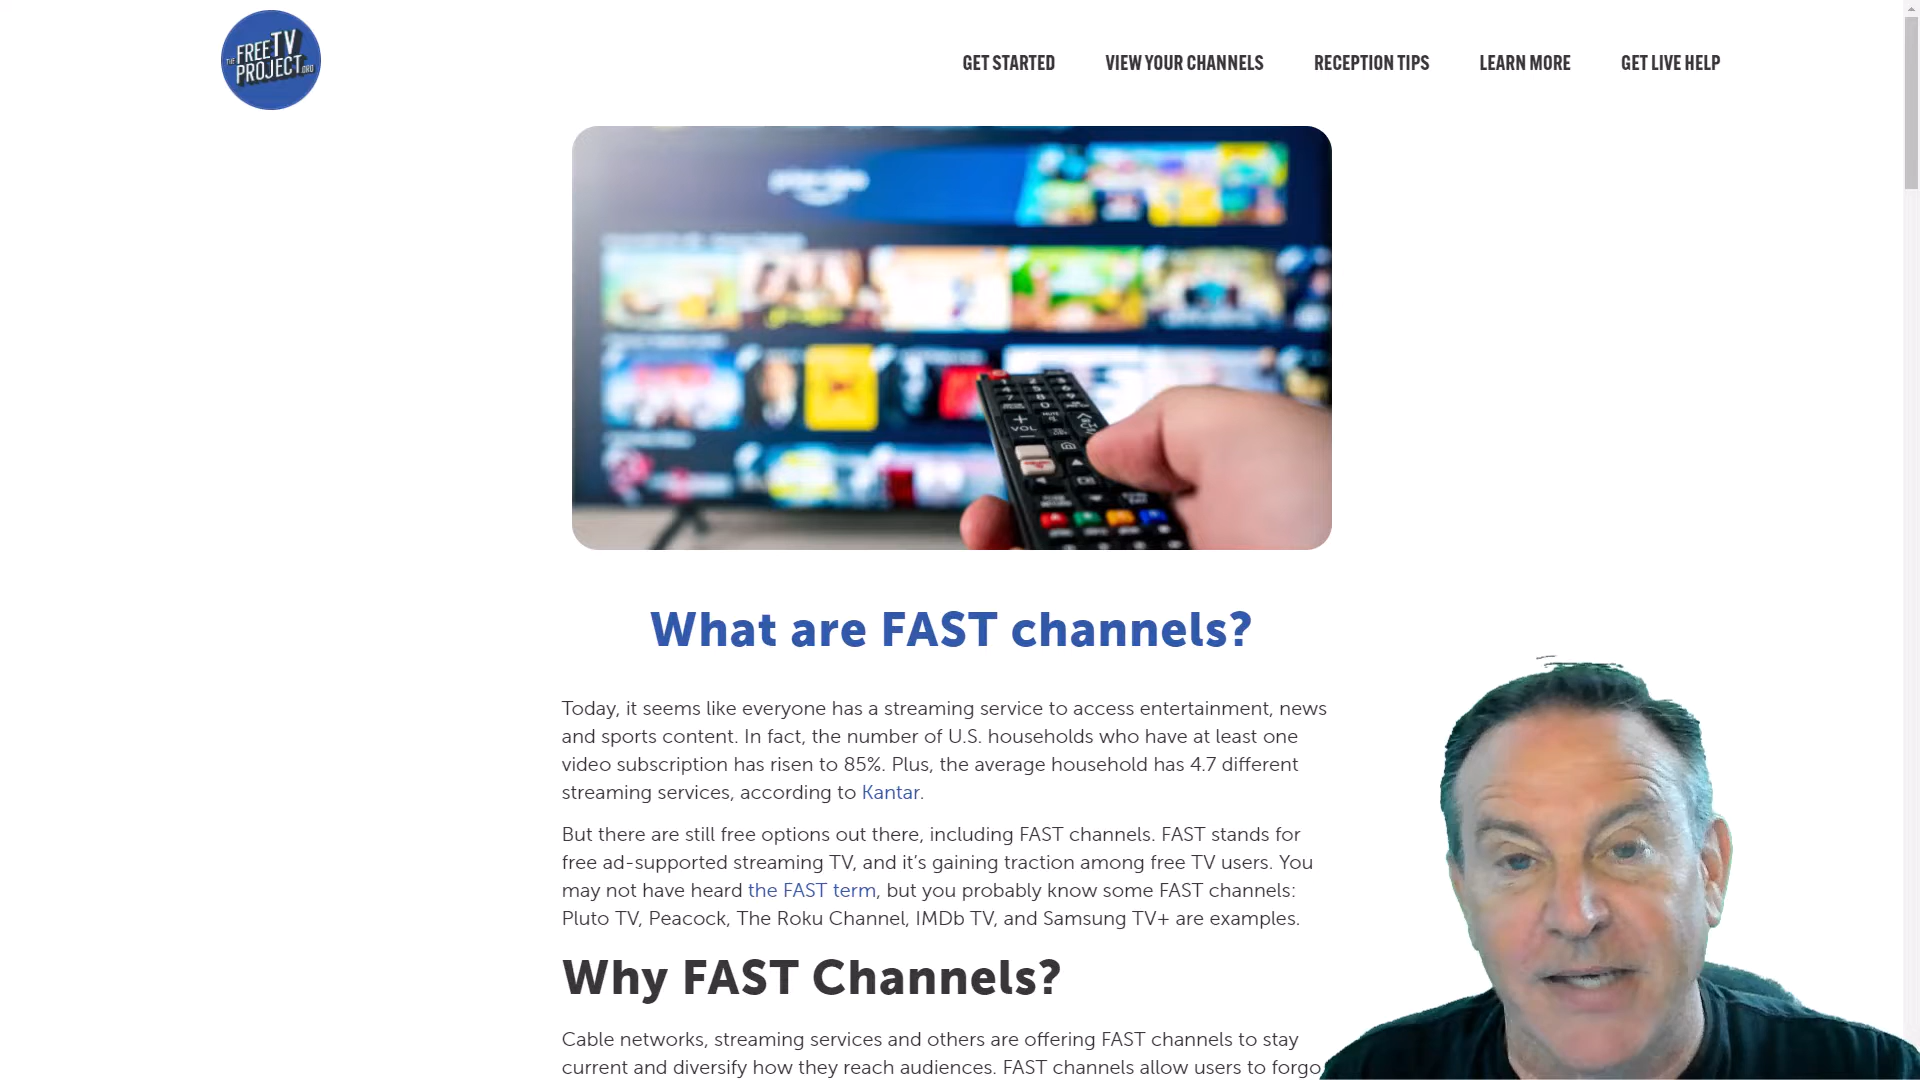 THE FREE TV PROJECT .ORG
GET STARTED
VIEW YOUR CHANNELS
RECEPTION TIPS
LEARN MORE
GET LIVE HELP
What are FAST channels?
Today, it seems like everyone has a streaming service to access entertainment, news
and sports content. In fact, the number of U.S. households who have at least one
video subscription has risen to 85%. Plus, the average household has 4.7 different
streaming services, according to Kantar.
But there are still free options out there, including FAST channels. FAST stands for
free ad-supported streaming TV, and it’s gaining traction among free TV users. You
may not have heard the FAST term, but you probably know some FAST channels:
Pluto TV, Peacock, The Roku Channel, IMDb TV, and Samsung TV+ are examples.
Why FAST Channels?
Cable networks, streaming services and others are offering FAST channels to stay
current and diversify how they reach audiences. FAST channels allow users to forgo